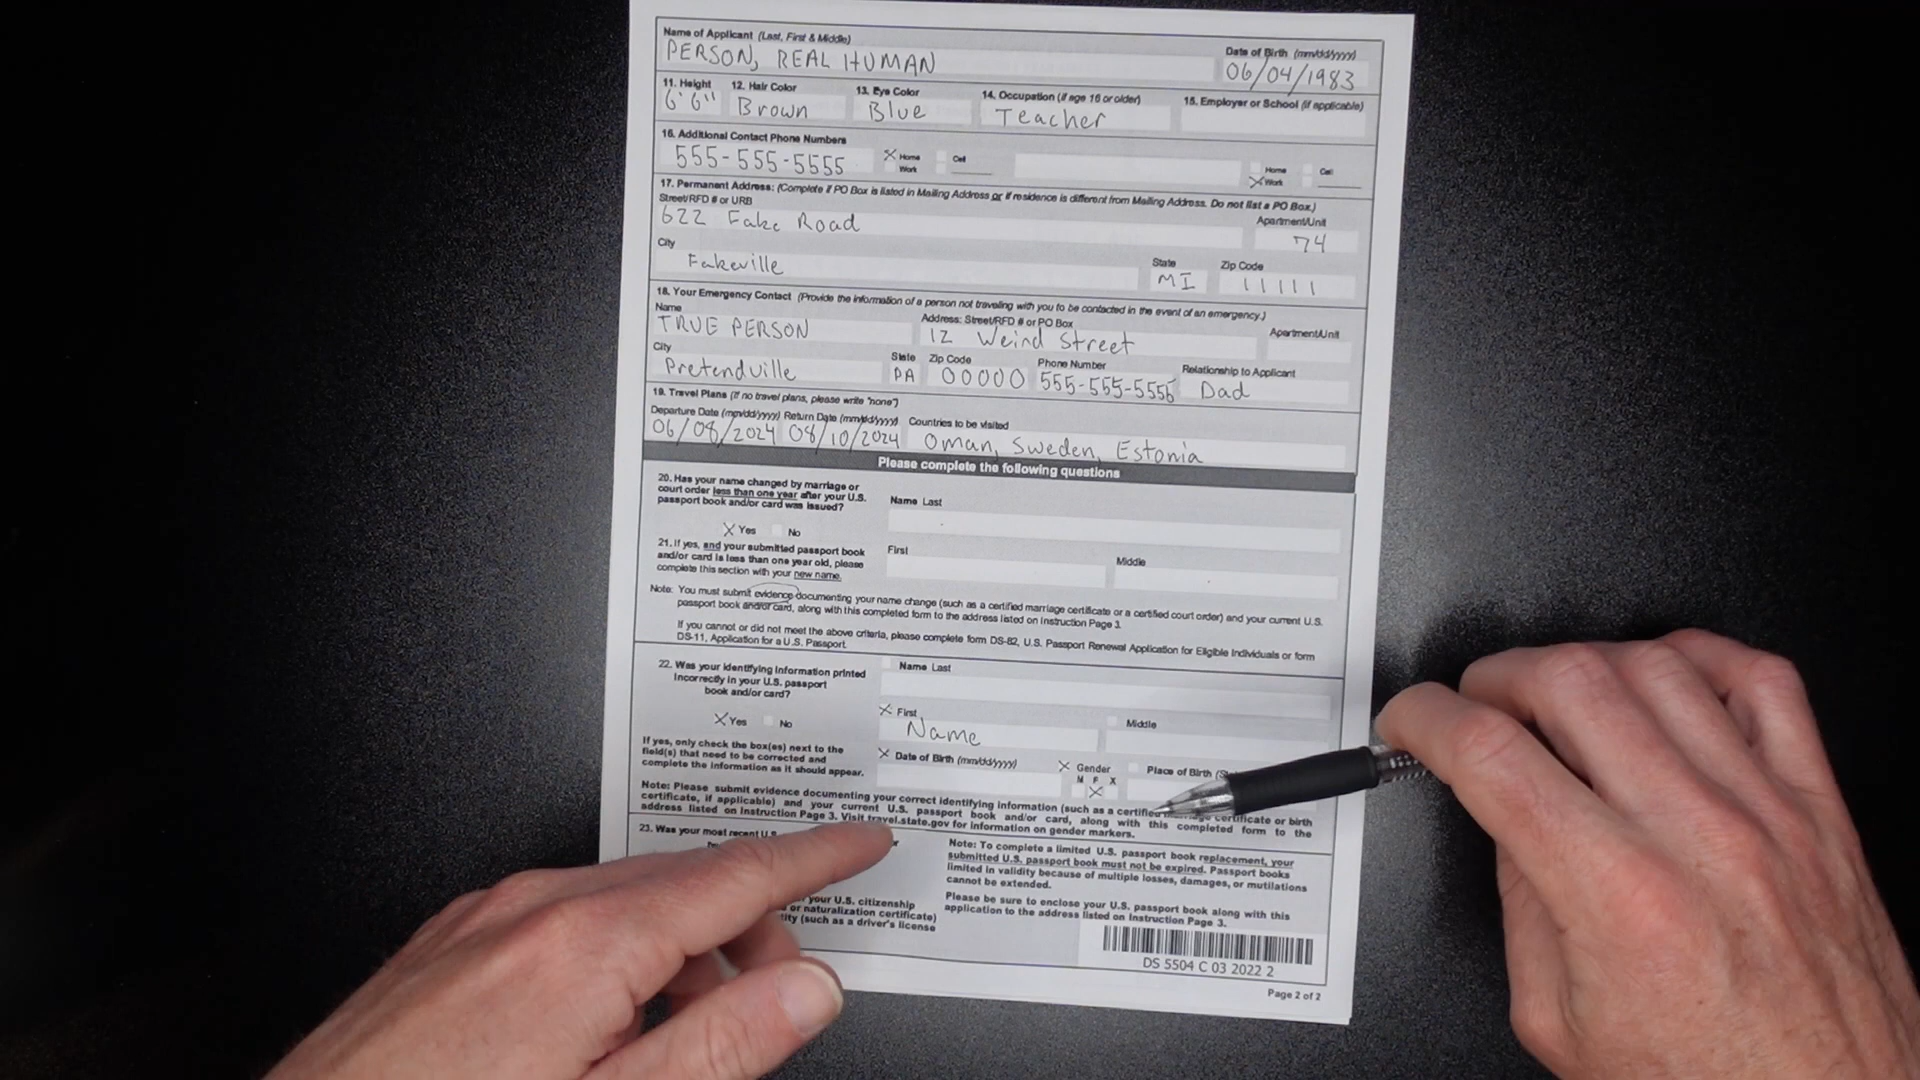 Name of Applicant (Last, First & Middle) Date of Birth (mm/dd/yyyy)
PERSON, REAL HUMAN 06/04/1983
11. Height 12. Hair Color 13. Eye Color 14. Occupation (if age 16 or older) 15. Employer or School (if applicable)
6'6" Brown Blue Teacher
16. Additional Contact Phone Numbers
555-555-5555 X Home Cell Home Cell
Work X Work
17. Permanent Address: (Complete if PO Box is listed in Mailing Address or if residence is different from Mailing Address. Do not list a PO Box.)
Street/RFD # or URB Apartment/Unit
622 Fake Road 74
City State Zip Code
Fakeville MI 11111
18. Your Emergency Contact (Provide the information of a person not traveling with you to be contacted in the event of an emergency.)
Name Address: Street/RFD # or PO Box Apartment/Unit
TRUE PERSON 12 Weird Street
City State Zip Code Phone Number Relationship to Applicant
Pretendville PA 00000 555-555-5556 Dad
19. Travel Plans (If no travel plans, please write "none")
Departure Date (mm/dd/yyyy) Return Date (mm/dd/yyyy) Countries to be visited
06/08/2024 08/10/2024 Oman, Sweden, Estonia
Please complete the following questions
20. Has your name changed by marriage or
court order less than one year after your U.S.
passport book and/or card was issued?
X Yes No
Name Last
21. If yes, and your submitted passport book
and/or card is less than one year old, please
complete this section with your new name.
First Middle
Note: You must submit evidence documenting your name change (such as a certified marriage certificate or a certified court order) and your current U.S.
passport book and/or card, along with this completed form to the address listed on Instruction Page 3.
If you cannot or did not meet the above criteria, please complete form DS-82, U.S. Passport Renewal Application for Eligible Individuals or form
DS-11, Application for a U.S. Passport.
22. Was your identifying information printed
incorrectly in your U.S. passport
book and/or card?
X Yes No
Name Last
X First Middle
Name
If yes, only check the box(es) next to the
field(s) that need to be corrected and
complete the information as it should appear.
X Date of Birth (mm/dd/yyyy) X Gender Place of Birth
M F X
X
Note: Please submit evidence documenting your correct identifying information (such as a certified certificate or birth
certificate, if applicable) and your current U.S. passport book and/or card, along with this completed form to the
address listed on Instruction Page 3. Visit travel.state.gov for information on gender markers.
23. Was your most recent U.S.
your U.S. citizenship
or naturalization certificate)
(such as a driver's license
Note: To complete a limited U.S. passport book replacement, your
submitted U.S. passport book must not be expired. Passport books
limited in validity because of multiple losses, damages, or mutilations
cannot be extended.
Please be sure to enclose your U.S. passport book along with this
application to the address listed on Instruction Page 3.
DS 5504 C 03 2022 2
Page 2 of 2